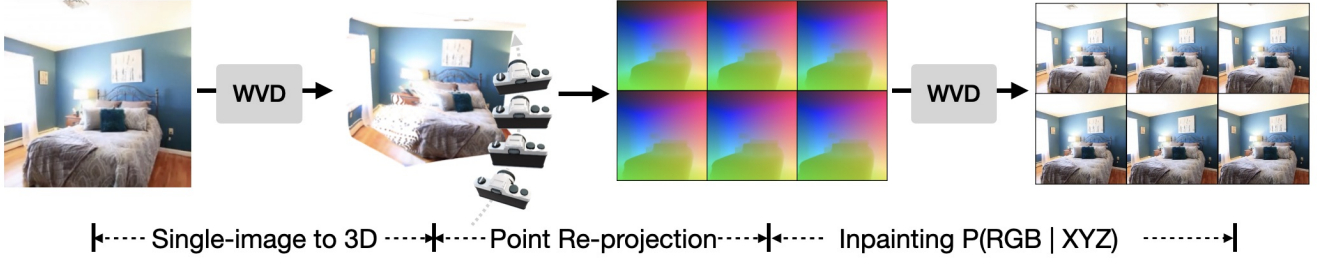 WVD
WVD
Single-image to 3D
Point Re-projection
Inpainting P(RGB | XYZ)